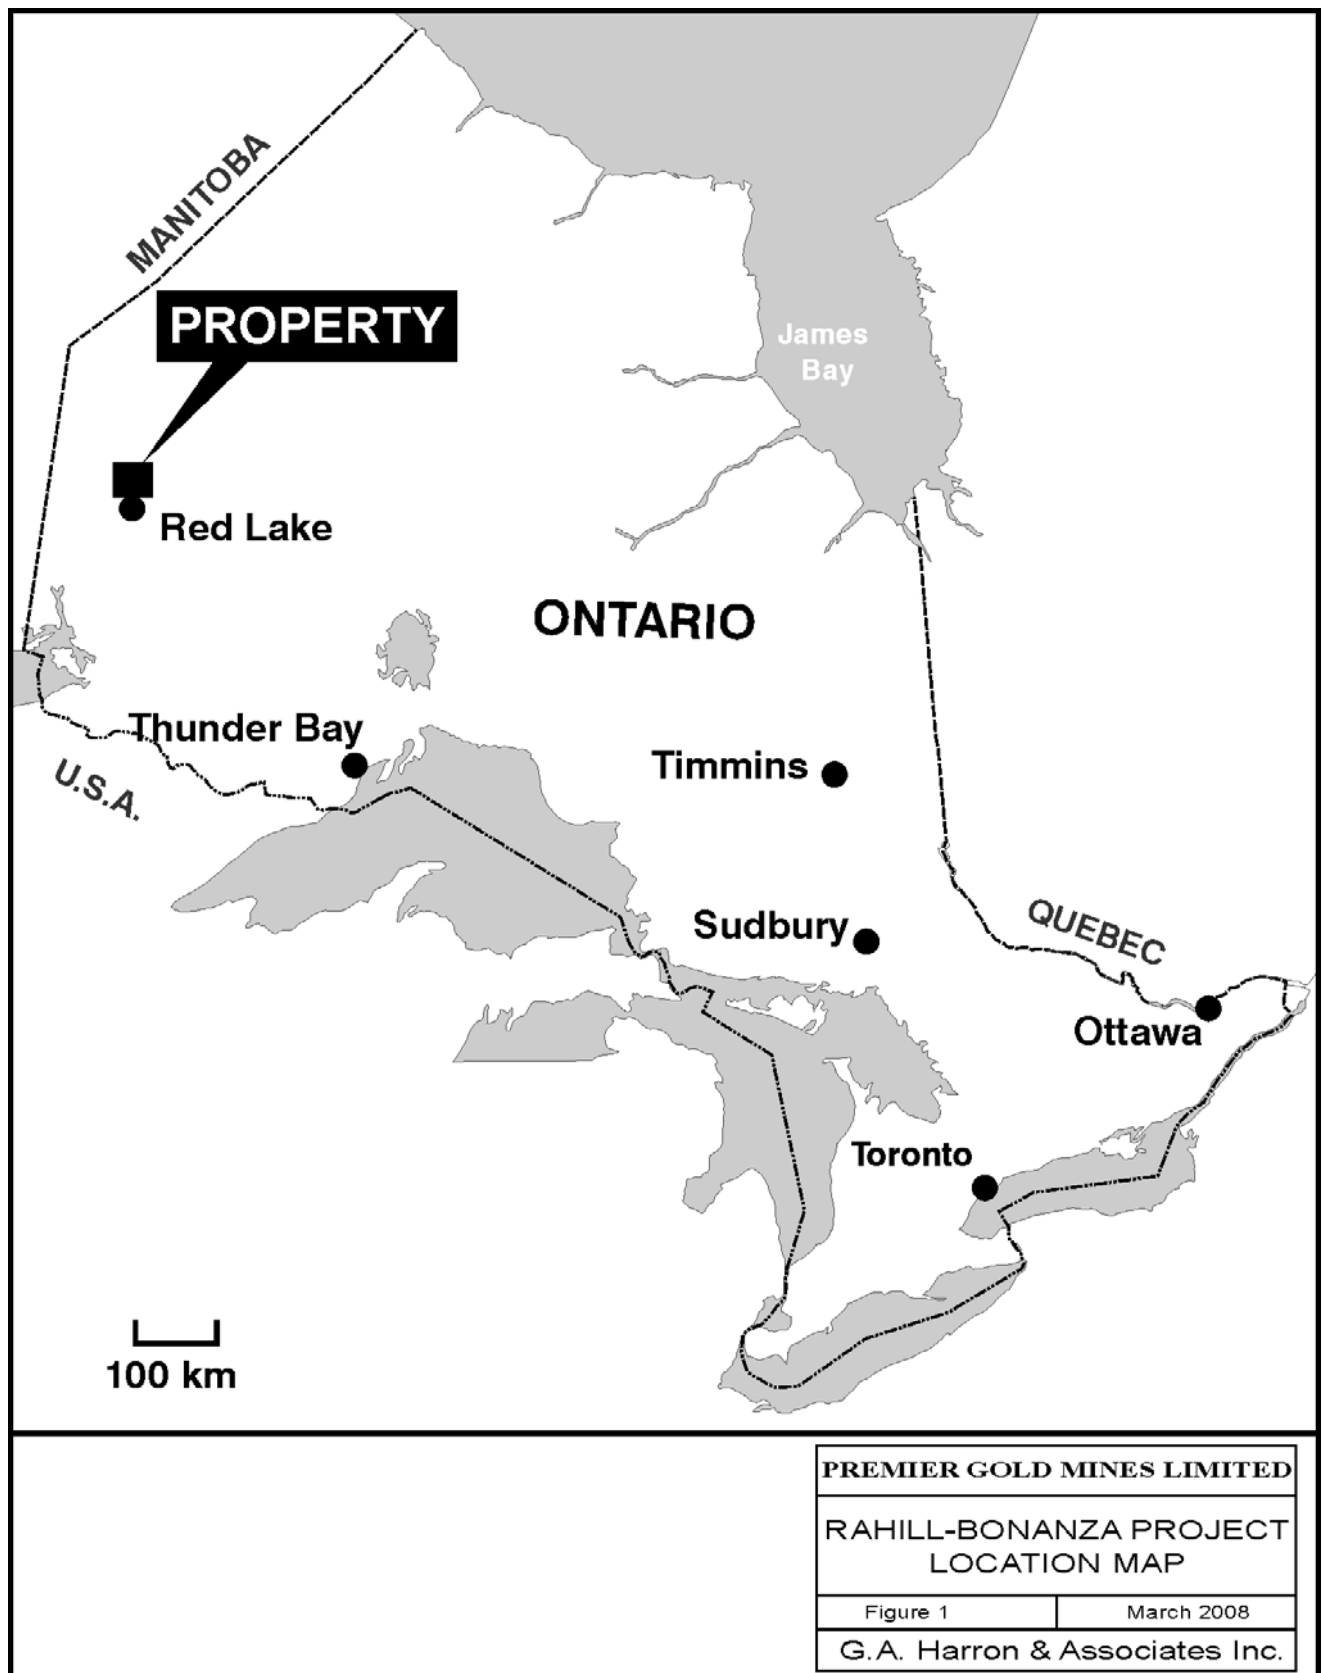 MANITOBA
PROPERTY
James
Bay
Red Lake
ONTARIO
Thunder Bay
Timmins
U.S.A.
Sudbury
QUEBEC
Ottawa
Toronto
100 km
PREMIER GOLD MINES LIMITED
RAHILL-BONANZA PROJECT
LOCATION MAP
Figure 1
March 2008
G.A. Harron & Associates Inc.